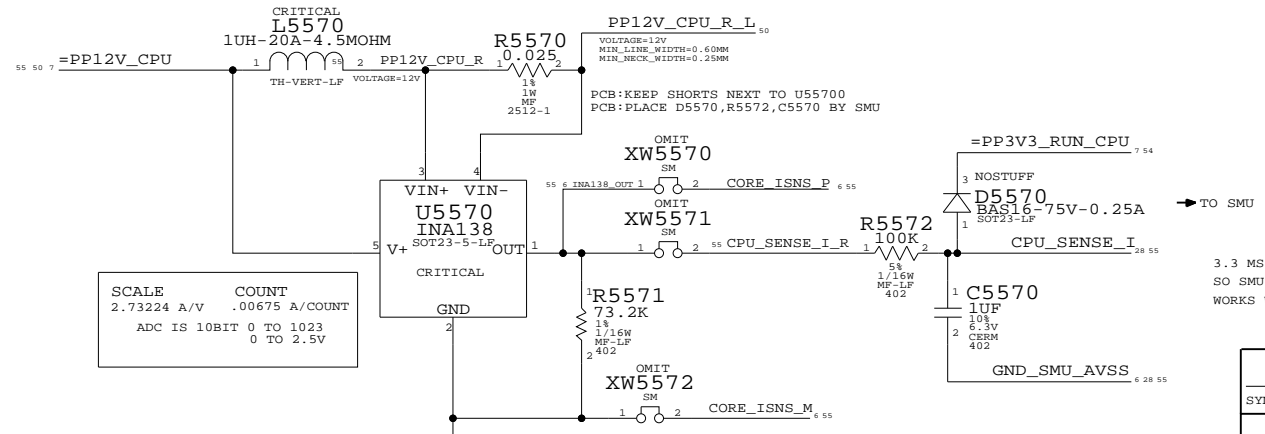 CRITICAL
L5570
1UH-20A-4.5MOHM
=PP12V_CPU
55 50 7
1
55
2
TH-VERT-LF
PP12V_CPU_R
VOLTAGE=12V
R5570
0.025
1
2
1%
1W
MF
2512-1
PP12V_CPU_R_L
50
VOLTAGE=12V
MIN_LINE_WIDTH=0.60MM
MIN_NECK_WIDTH=0.25MM
PCB:KEEP SHORTS NEXT TO U55700
PCB:PLACE D5570,R5572,C5570 BY SMU
3
4
VIN+ VIN-
U5570
INA138
SOT23-5-LF
5
V+
OUT
1
CRITICAL
GND
2
OMIT
XW5570
SM
55 6 INA138_OUT
1
2
CORE_ISNS_P
6 55
OMIT
XW5571
SM
1
2
55 CPU_SENSE_I_R
=PP3V3_RUN_CPU
7 54
3
NOSTUFF
D5570
BAS16-75V-0.25A
SOT23-LF
1
TO SMU
R5572
100K
1
2
5%
1/16W
MF-LF
402
CPU_SENSE_I
28 55
3.3 MS
SO SMU
WORKS
SCALE COUNT
2.73224 A/V .00675 A/COUNT
ADC IS 10BIT 0 TO 1023
0 TO 2.5V
1
R5571
73.2K
1%
1/16W
MF-LF
402
2
1
C5570
1UF
10%
6.3V
CERM
402
2
GND_SMU_AVSS
6 28 55
OMIT
XW5572
SM
1
2
CORE_ISNS_M
6 55